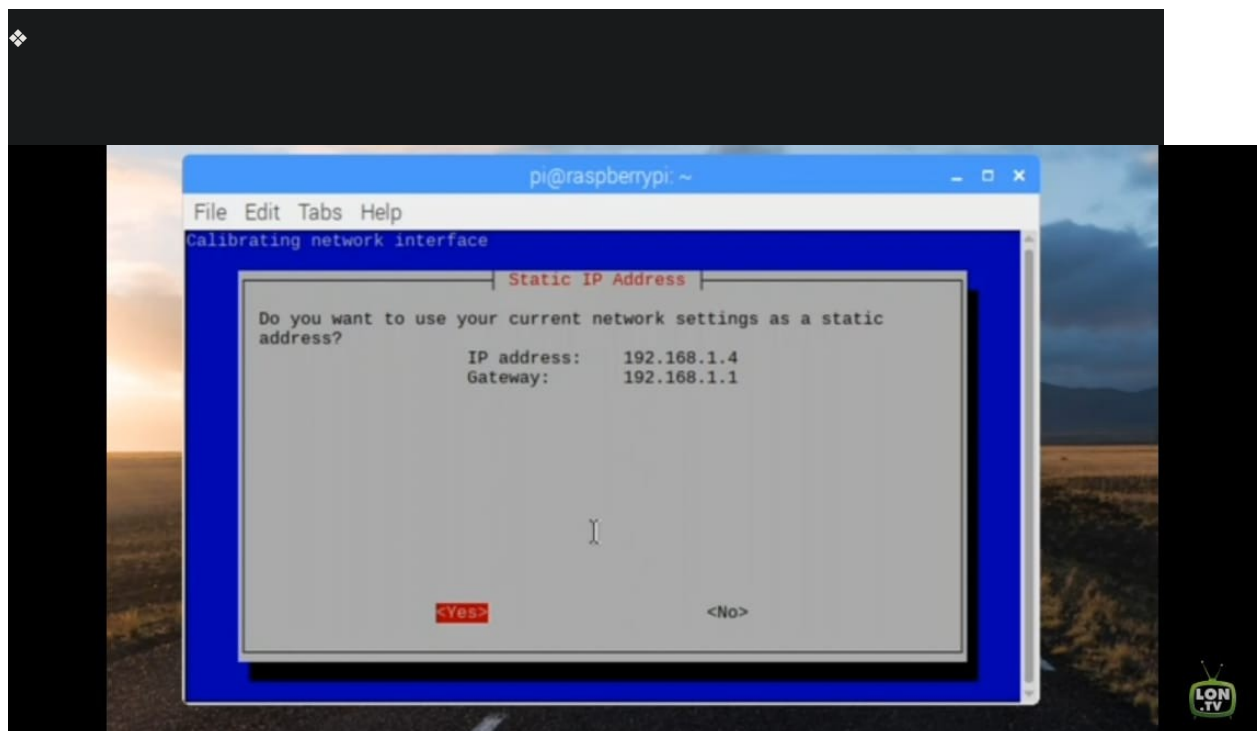 pi@raspberrypi: ~
File Edit Tabs Help
Calibrating network interface
Static IP Address
Do you want to use your current network settings as a static
address?
IP address: 192.168.1.4
Gateway: 192.168.1.1
<Yes> <No>
LON
.TV